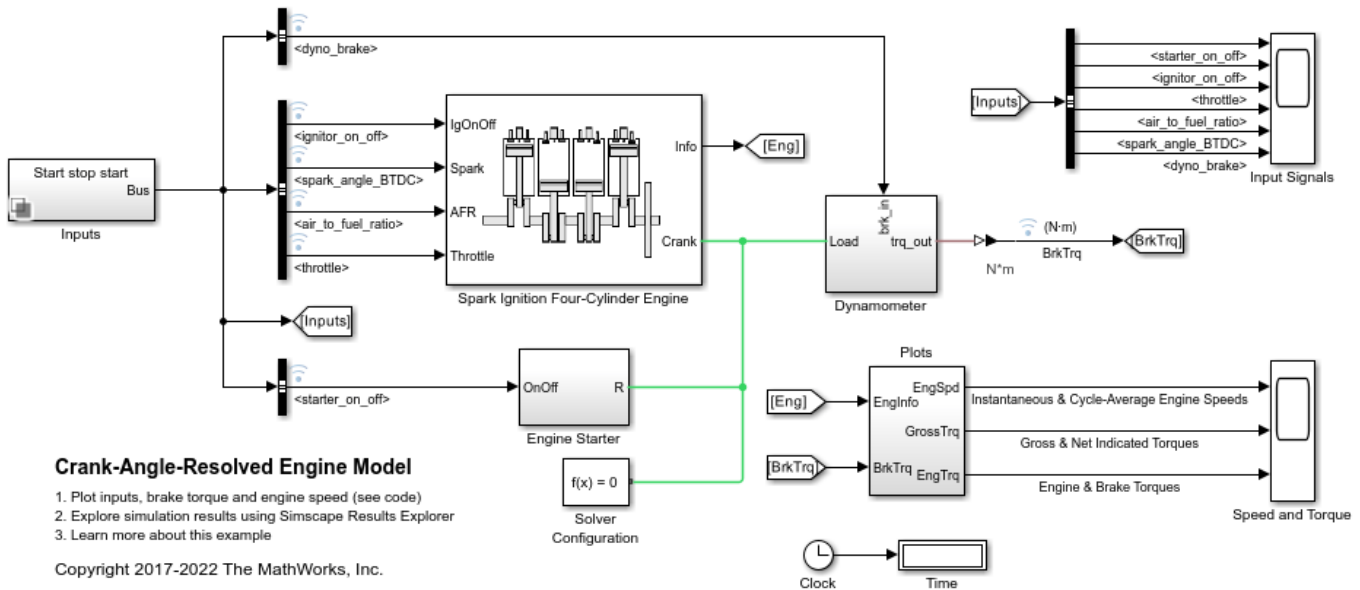 <dyno_brake>
IgOnOff
<ignitor_on_off>
Spark
<spark_angle_BTDC>
AFR
<air_to_fuel_ratio>
Throttle
<throttle>
Info
Crank
Spark Ignition Four-Cylinder Engine
[Eng]
Start stop start
Bus
Inputs
[Inputs]
<starter_on_off>
OnOff
R
Engine Starter
f(x) = 0
Solver
Configuration
brk_in
Load
trq_out
Dynamometer
N*m
(N·m)
BrkTrq
[BrkTrq]
[Inputs]
<starter_on_off>
<ignitor_on_off>
<throttle>
<air_to_fuel_ratio>
<spark_angle_BTDC>
<dyno_brake>
Input Signals
Plots
[Eng]
EngInfo
[BrkTrq]
BrkTrq
EngSpd
GrossTrq
EngTrq
Instantaneous & Cycle-Average Engine Speeds
Gross & Net Indicated Torques
Engine & Brake Torques
Speed and Torque
Clock
Time
Crank-Angle-Resolved Engine Model
1. Plot inputs, brake torque and engine speed (see code)
2. Explore simulation results using Simscape Results Explorer
3. Learn more about this example
Copyright 2017-2022 The MathWorks, Inc.